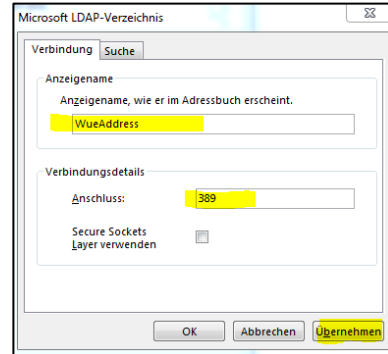 Microsoft LDAP-Verzeichnis
Verbindung Suche
Anzeigename
Anzeigename, wie er im Adressbuch erscheint.
WueAddress
Verbindungsdetails
Anschluss: 389
Secure Sockets
Layer verwenden
OK Abbrechen Übernehmen